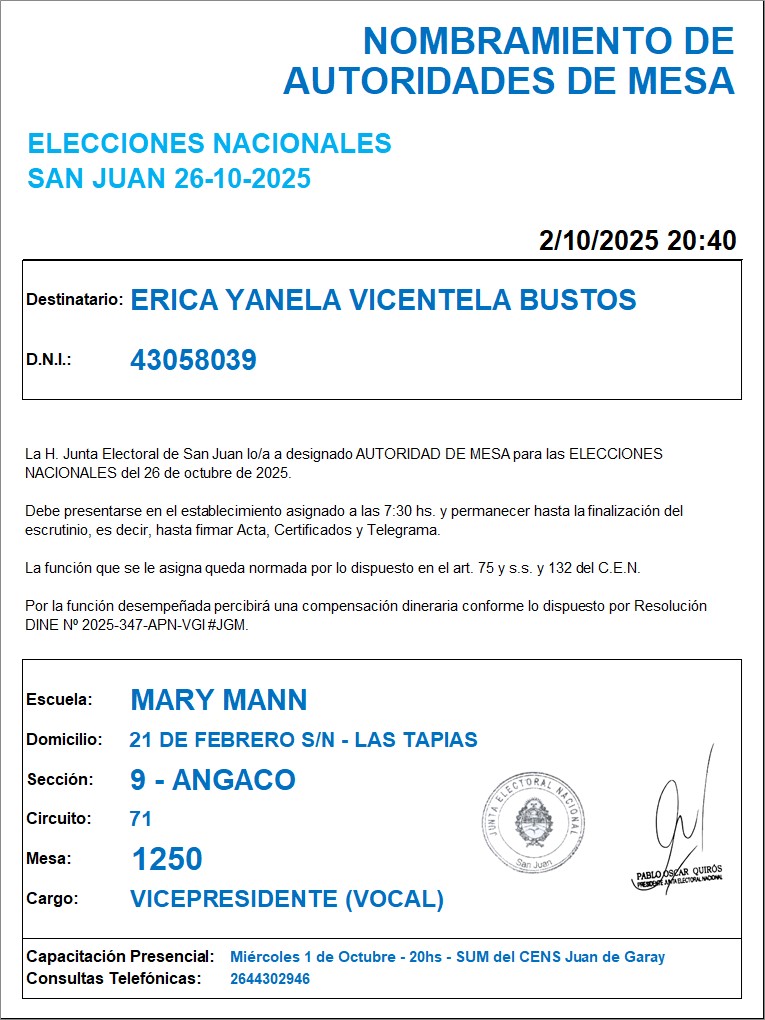 NOMBRAMIENTO DE
AUTORIDADES DE MESA
ELECCIONES NACIONALES
SAN JUAN 26-10-2025
2/10/2025 20:40
Destinatario: ERICA YANELA VICENTELA BUSTOS
D.N.I.: 43058039
La H. Junta Electoral de San Juan lo/a a designado AUTORIDAD DE MESA para las ELECCIONES
NACIONALES del 26 de octubre de 2025.
Debe presentarse en el establecimiento asignado a las 7:30 hs. y permanecer hasta la finalización del
escrutinio, es decir, hasta firmar Acta, Certificados y Telegrama.
La función que se le asigna queda normada por lo dispuesto en el art. 75 y s.s. y 132 del C.E.N.
Por la función desempeñada percibirá una compensación dineraria conforme lo dispuesto por Resolución
DINE Nº 2025-347-APN-VGI#JGM.
Escuela: MARY MANN
Domicilio: 21 DE FEBRERO S/N - LAS TAPIAS
Sección: 9 - ANGACO
Circuito: 71
Mesa: 1250
Cargo: VICEPRESIDENTE (VOCAL)
JUNTA ELECTORAL NACIONAL
San Juan
PABLO OSCAR QUIRÓS
PRESIDENTE JUNTA ELECTORAL NACIONAL
Capacitación Presencial: Miércoles 1 de Octubre - 20hs - SUM del CENS Juan de Garay
Consultas Telefónicas: 2644302946